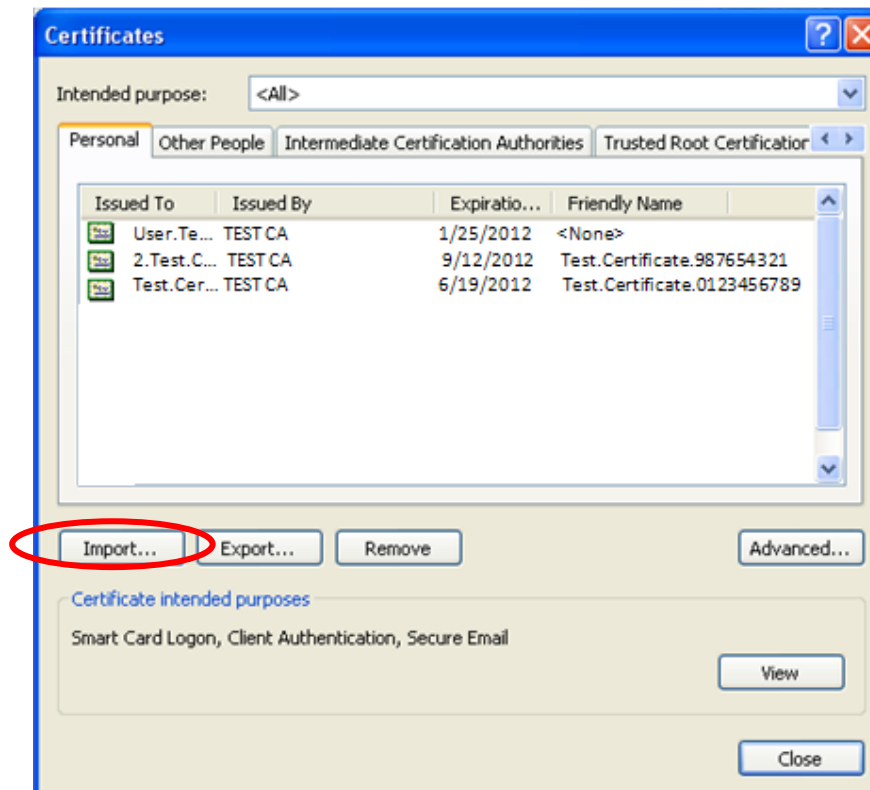 Certificates
Intended purpose: <All>
Personal Other People Intermediate Certification Authorities Trusted Root Certification
Issued To Issued By Expiratio... Friendly Name
User.Te... TEST CA 1/25/2012 <None>
2.Test.C... TEST CA 9/12/2012 Test.Certificate.987654321
Test.Cer... TEST CA 6/19/2012 Test.Certificate.0123456789
Import... Export... Remove Advanced...
Certificate intended purposes
Smart Card Logon, Client Authentication, Secure Email
View
Close